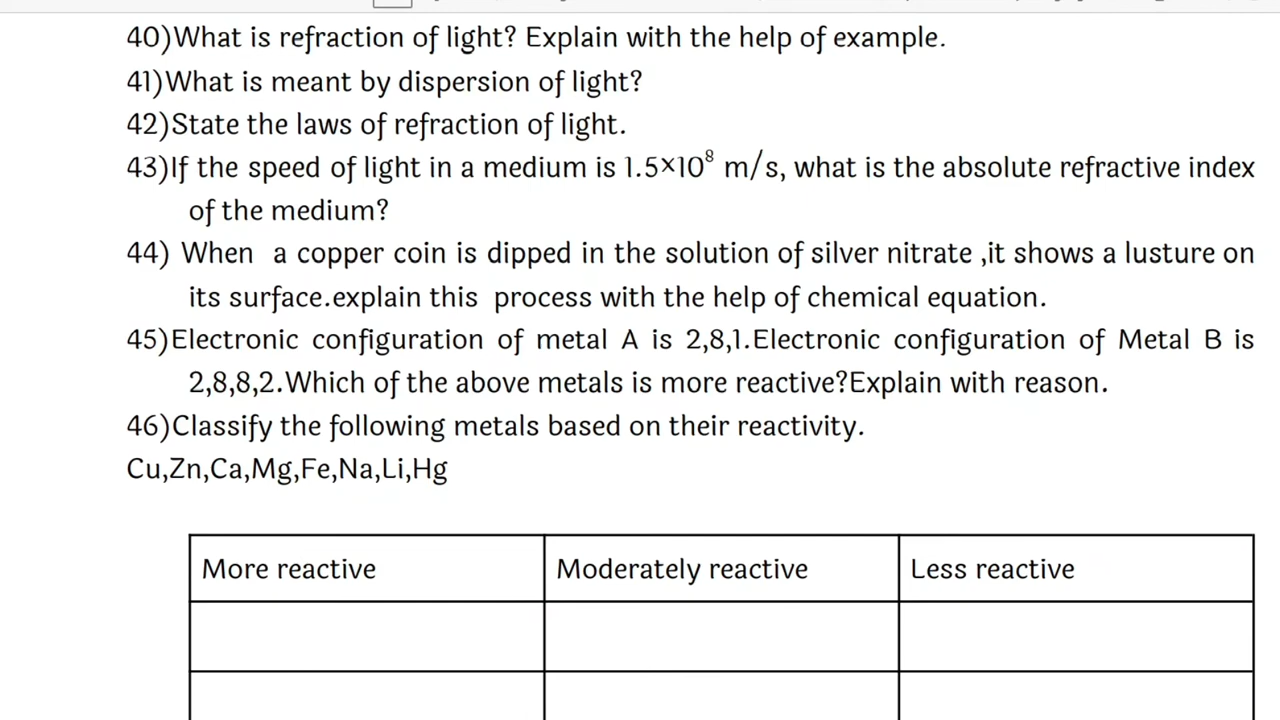 40)What is refraction of light? Explain with the help of example.
41)What is meant by dispersion of light?
42)State the laws of refraction of light.
43)If the speed of light in a medium is 1.5×10⁸ m/s, what is the absolute refractive index
of the medium?
44) When a copper coin is dipped in the solution of silver nitrate ,it shows a lusture on
its surface.explain this process with the help of chemical equation.
45)Electronic configuration of metal A is 2,8,1.Electronic configuration of Metal B is
2,8,8,2.Which of the above metals is more reactive?Explain with reason.
46)Classify the following metals based on their reactivity.
Cu,Zn,Ca,Mg,Fe,Na,Li,Hg
More reactive Moderately reactive Less reactive